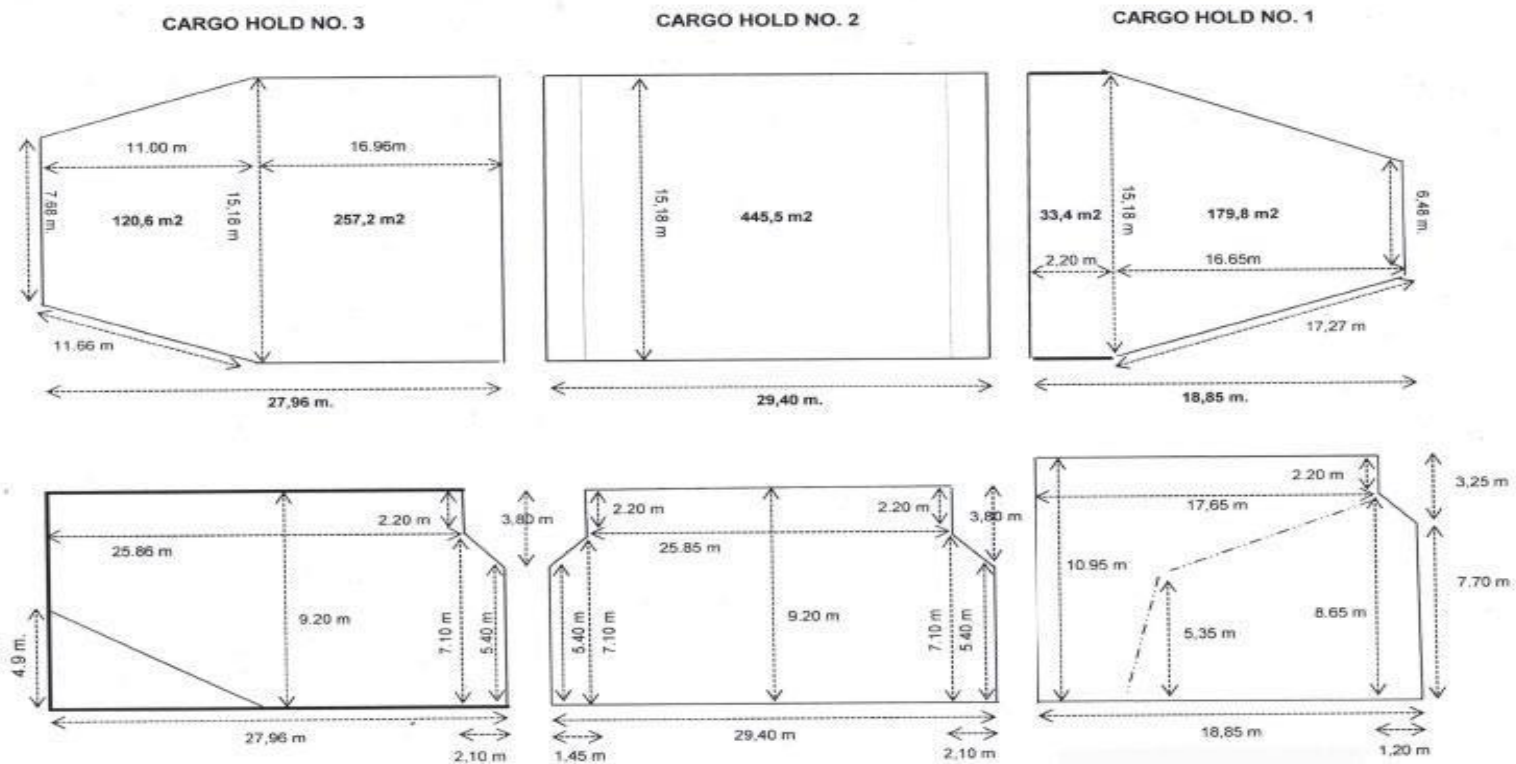 CARGO HOLD NO. 3
CARGO HOLD NO. 2
CARGO HOLD NO. 1
11.00 m
16.96m
7.68 m.
15,18 m
120,6 m2
257,2 m2
11.66 m
27,96 m.
15,18 m
445,5 m2
29,40 m.
33,4 m2
15,18 m
179,8 m2
6,48 m.
2,20 m
16.65m
17,27 m
18,85 m.
2.20 m
3,80 m
25.86 m
9.20 m
7.10 m
5.40 m
4.9 m.
27,96 m
2,10 m
2.20 m
2.20 m
3,80 m
25.85 m
5.40 m
7.10 m
9.20 m
7.10 m
5.40 m
29,40 m
1,45 m
2,10 m
2.20 m
3,25 m
17,65 m
10.95 m
7,70 m
8.65 m
5,35 m
18,85 m
1,20 m